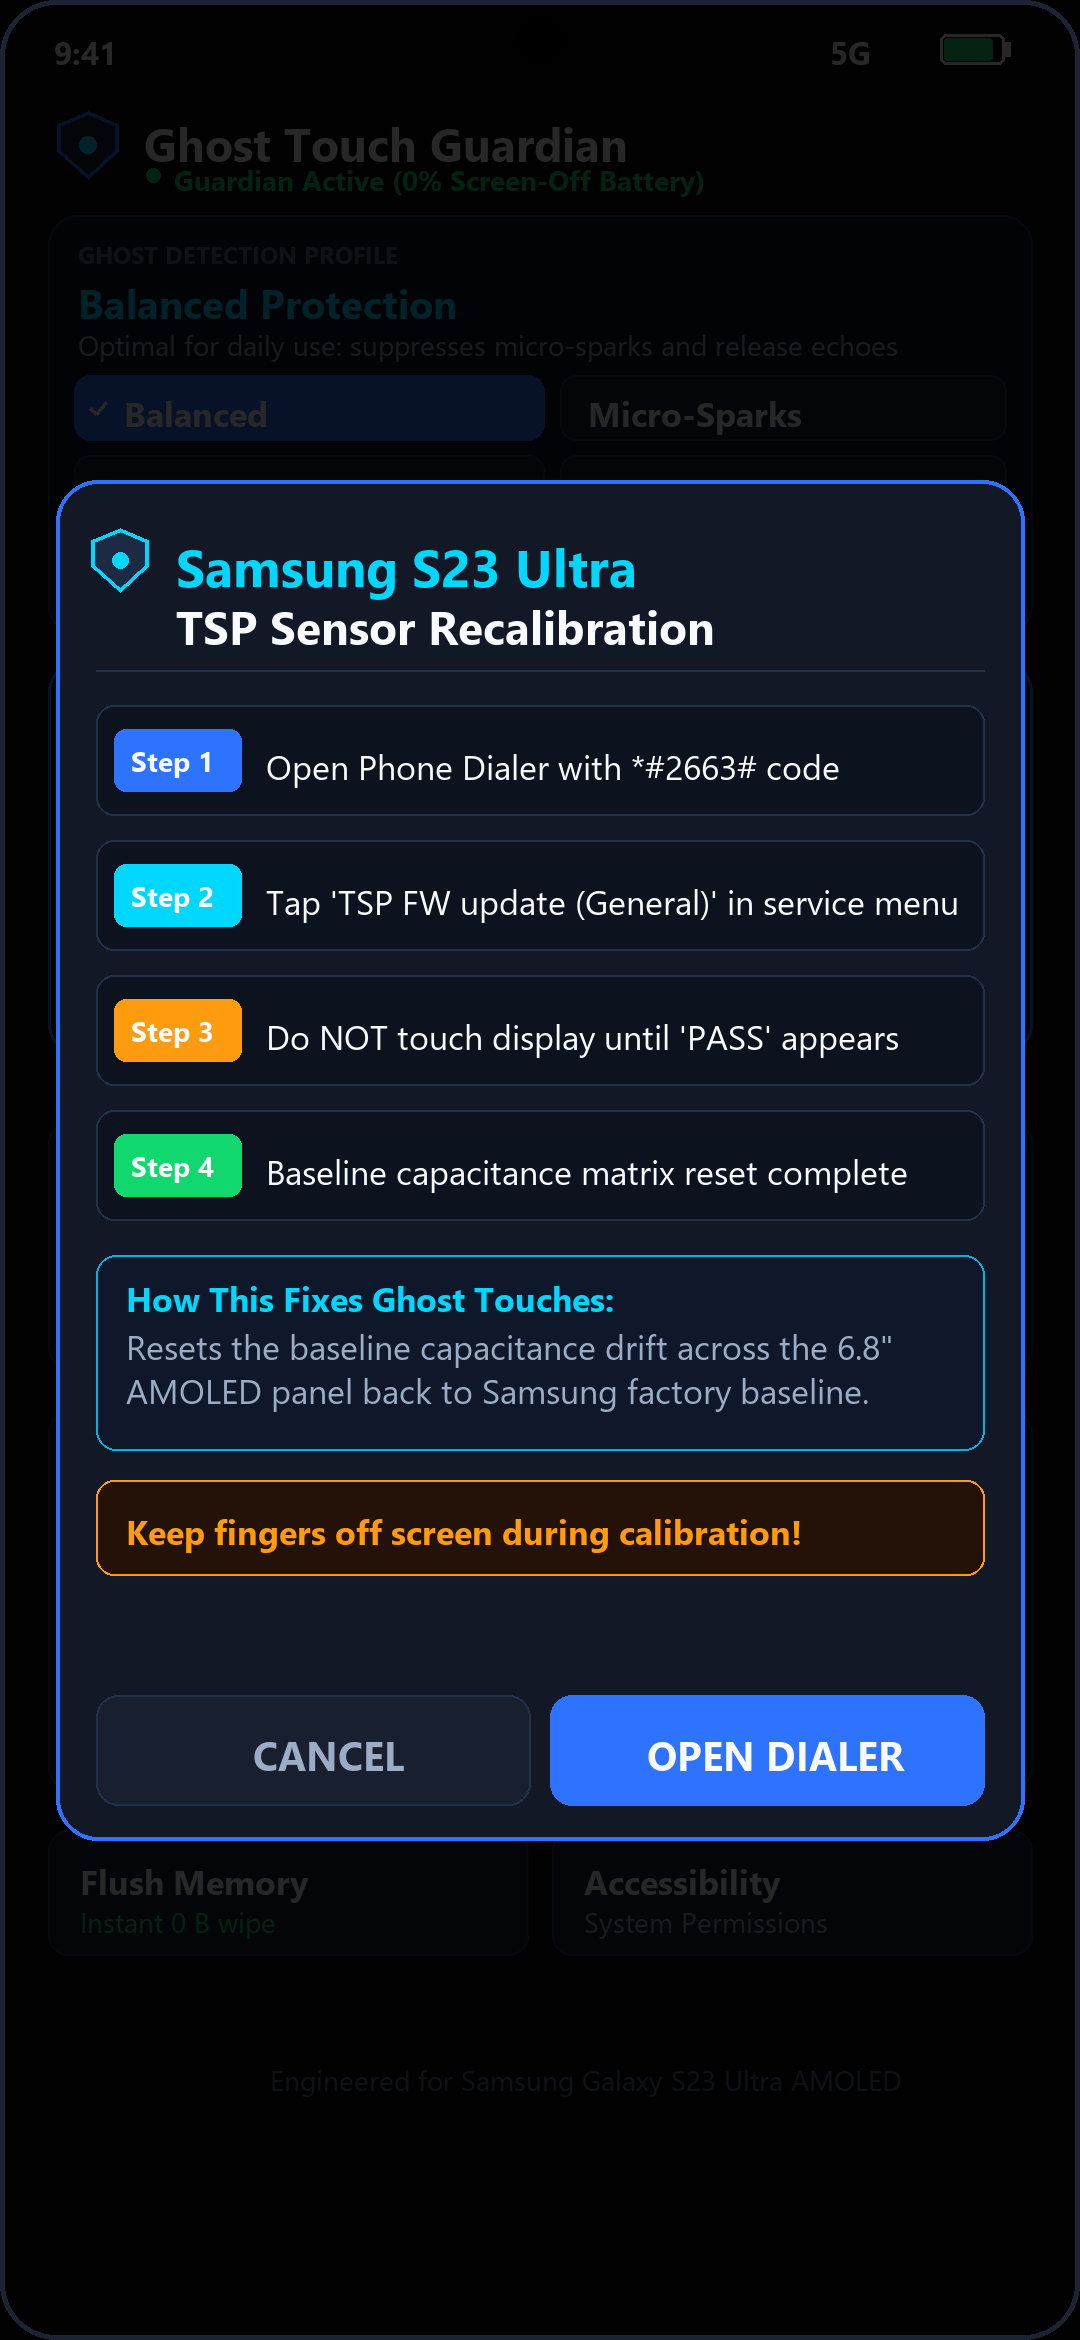 9:41
5G
Ghost Touch Guardian
Guardian Active (0% Screen-Off Battery)
GHOST DETECTION PROFILE
Balanced Protection
Optimal for daily use: suppresses micro-sparks and release echoes
Balanced
Micro-Sparks
Samsung S23 Ultra
TSP Sensor Recalibration
Step 1
Open Phone Dialer with *#2663# code
Step 2
Tap 'TSP FW update (General)' in service menu
Step 3
Do NOT touch display until 'PASS' appears
Step 4
Baseline capacitance matrix reset complete
How This Fixes Ghost Touches:
Resets the baseline capacitance drift across the 6.8"
AMOLED panel back to Samsung factory baseline.
Keep fingers off screen during calibration!
CANCEL
OPEN DIALER
Flush Memory
Accessibility
Instant 0 B wipe
System Permissions
Engineered for Samsung Galaxy S23 Ultra AMOLED